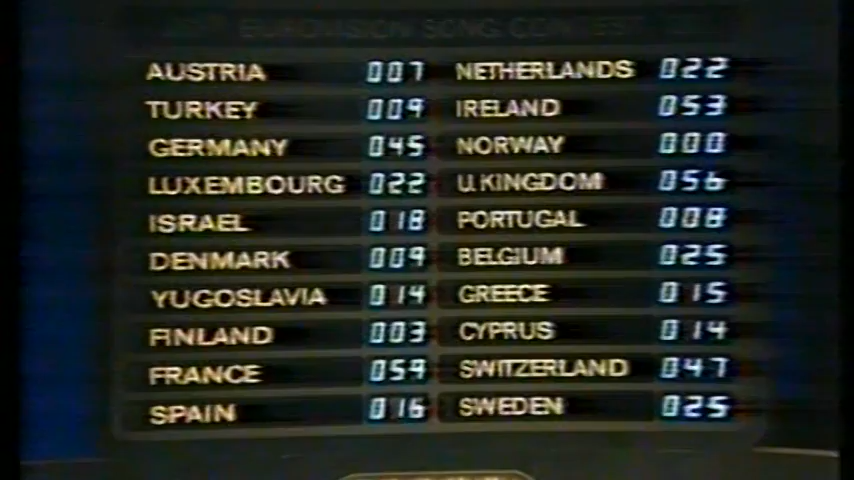 EUROVISION SONG CONTEST
AUSTRIA 007 NETHERLANDS 022
TURKEY 009 IRELAND 053
GERMANY 045 NORWAY 000
LUXEMBOURG 022 U.KINGDOM 056
ISRAEL 018 PORTUGAL 008
DENMARK 009 BELGIUM 025
YUGOSLAVIA 014 GREECE 015
FINLAND 003 CYPRUS 014
FRANCE 059 SWITZERLAND 047
SPAIN 016 SWEDEN 025